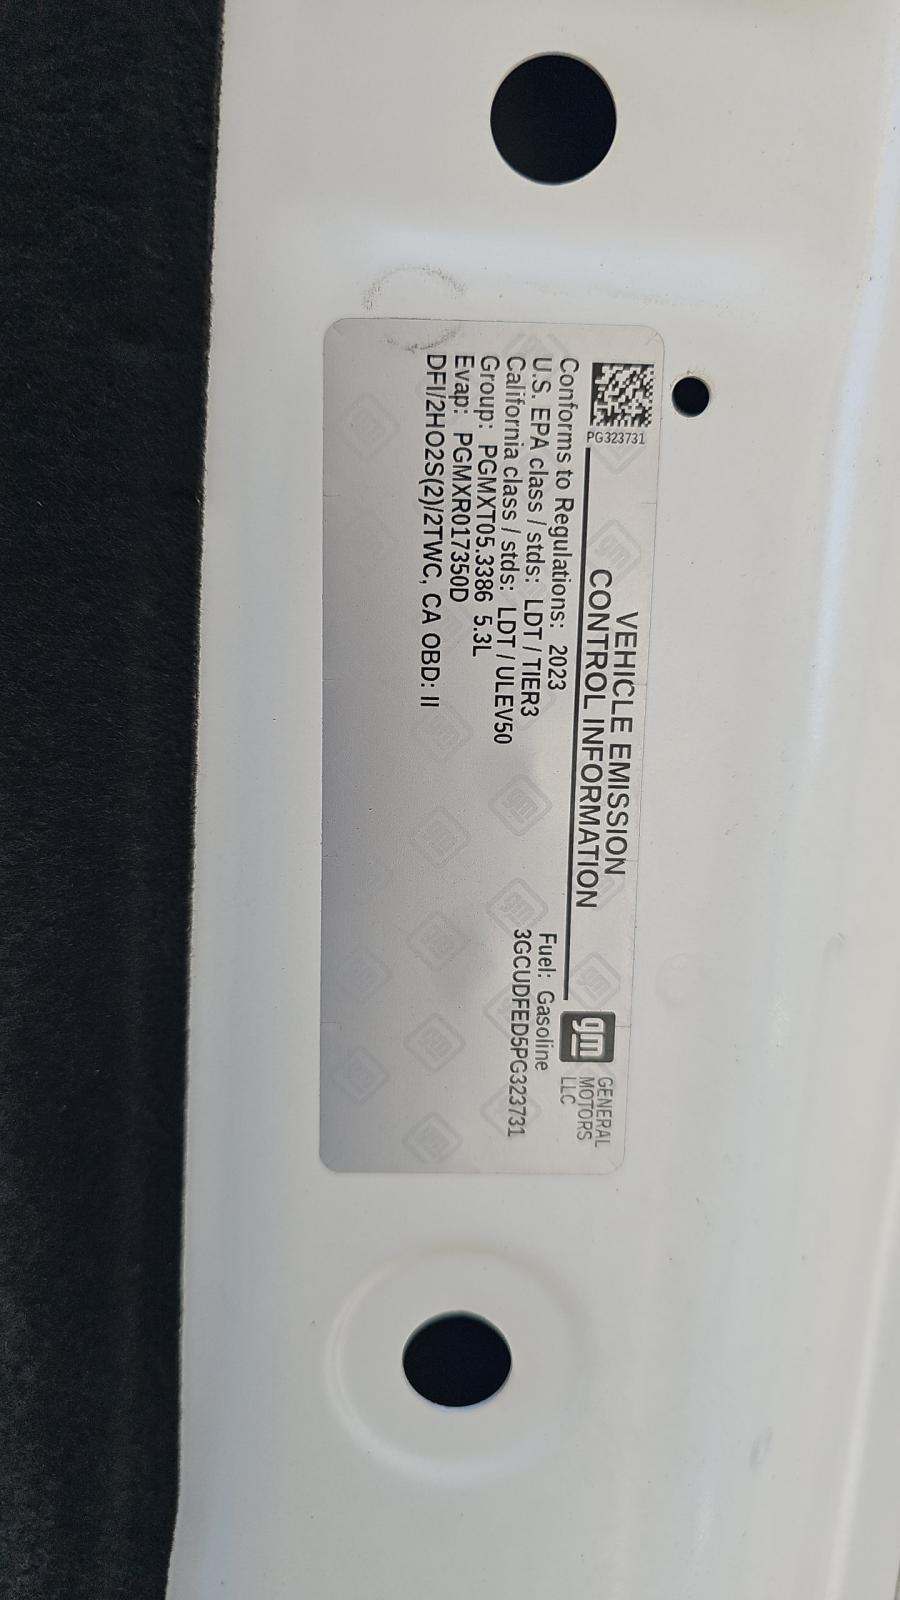 PG323731
VEHICLE EMISSION
CONTROL INFORMATION
gm
GENERAL
MOTORS
LLC
Conforms to Regulations: 2023
U.S. EPA class / stds: LDT / TIER3
California class / stds: LDT / ULEV50
Group: PGMXT05.3386 5.3L
Evap: PGMXR017350D
DFI/2HO2S(2)/2TWC, CA OBD: II
Fuel: Gasoline
3GCUDFED5PG323731